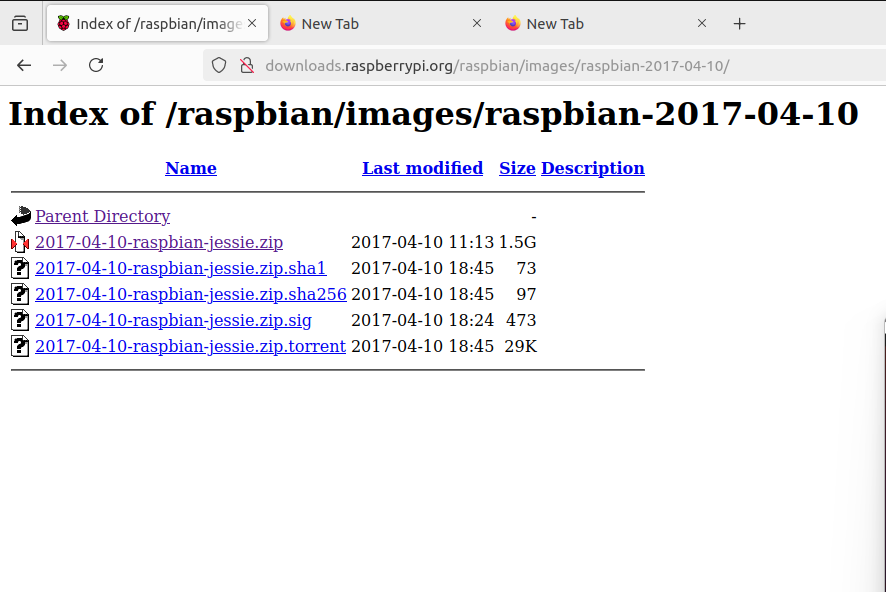 Index of /raspbian/image
New Tab
New Tab
downloads.raspberrypi.org/raspbian/images/raspbian-2017-04-10/
Index of /raspbian/images/raspbian-2017-04-10
Name Last modified Size Description
Parent Directory -
2017-04-10-raspbian-jessie.zip 2017-04-10 11:13 1.5G
2017-04-10-raspbian-jessie.zip.sha1 2017-04-10 18:45 73
2017-04-10-raspbian-jessie.zip.sha256 2017-04-10 18:45 97
2017-04-10-raspbian-jessie.zip.sig 2017-04-10 18:24 473
2017-04-10-raspbian-jessie.zip.torrent 2017-04-10 18:45 29K